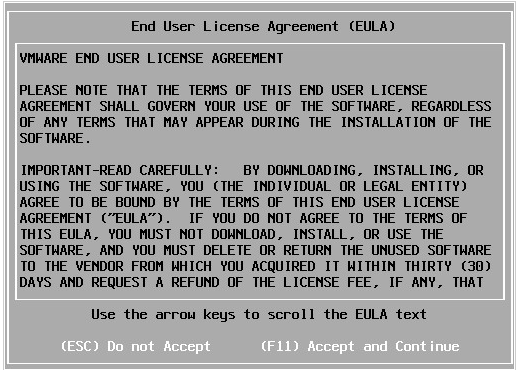 End User License Agreement (EULA)
VMWARE END USER LICENSE AGREEMENT
PLEASE NOTE THAT THE TERMS OF THIS END USER LICENSE
AGREEMENT SHALL GOVERN YOUR USE OF THE SOFTWARE, REGARDLESS
OF ANY TERMS THAT MAY APPEAR DURING THE INSTALLATION OF THE
SOFTWARE.
IMPORTANT-READ CAREFULLY:   BY DOWNLOADING, INSTALLING, OR
USING THE SOFTWARE, YOU (THE INDIVIDUAL OR LEGAL ENTITY)
AGREE TO BE BOUND BY THE TERMS OF THIS END USER LICENSE
AGREEMENT ("EULA").  IF YOU DO NOT AGREE TO THE TERMS OF
THIS EULA, YOU MUST NOT DOWNLOAD, INSTALL, OR USE THE
SOFTWARE, AND YOU MUST DELETE OR RETURN THE UNUSED SOFTWARE
TO THE VENDOR FROM WHICH YOU ACQUIRED IT WITHIN THIRTY (30)
DAYS AND REQUEST A REFUND OF THE LICENSE FEE, IF ANY, THAT
Use the arrow keys to scroll the EULA text
(ESC) Do not Accept      (F11) Accept and Continue